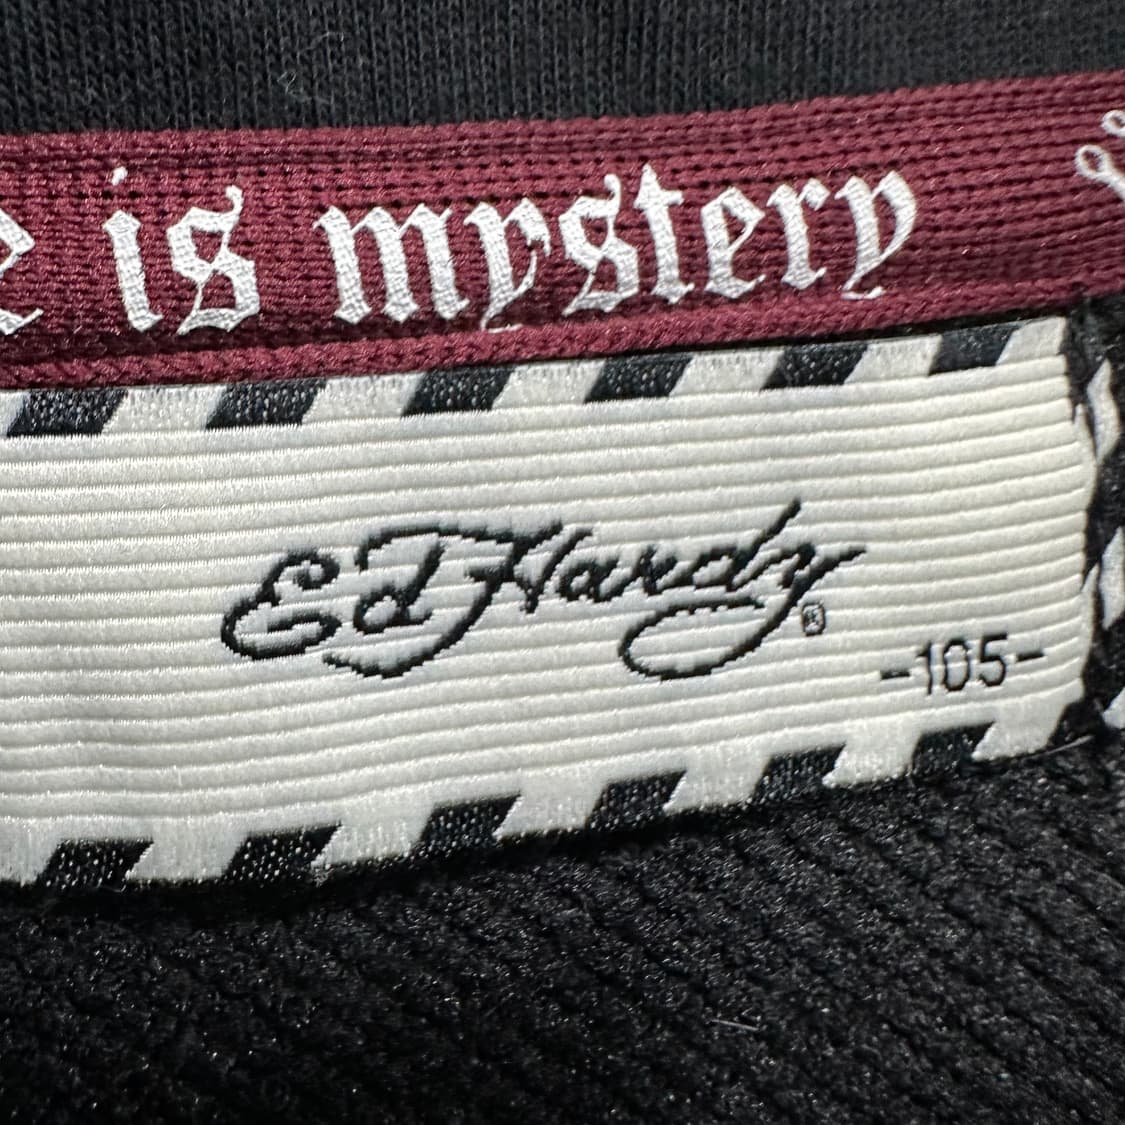 is mystery
Ed Hardy®
-105-